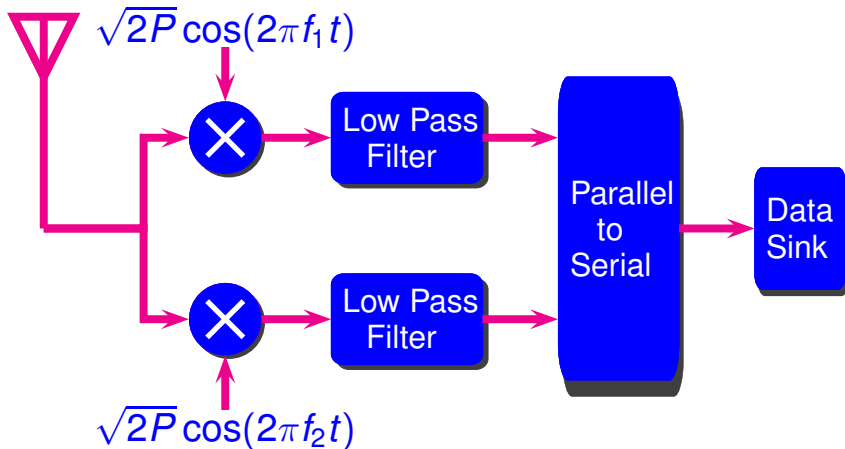 √2P cos(2πf₁t)
Low Pass
Filter
Parallel
to
Serial
Data
Sink
Low Pass
Filter
√2P cos(2πf₂t)